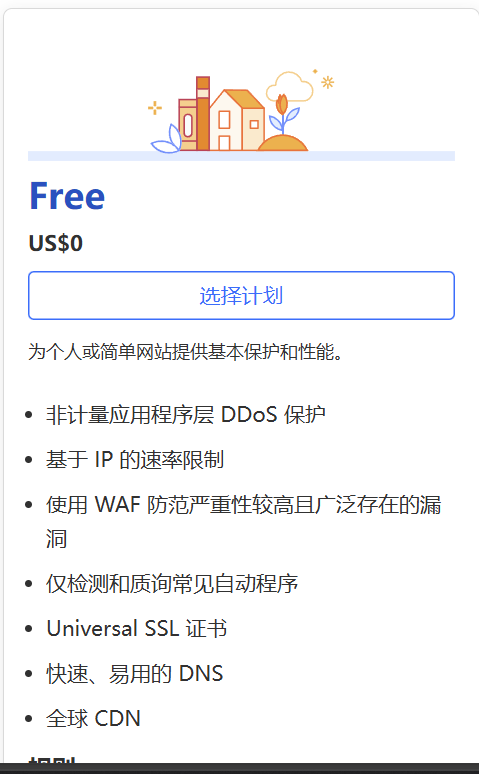 Free
US$0
选择计划
为个人或简单网站提供基本保护和性能。
非计量应用程序层 DDoS 保护
基于 IP 的速率限制
使用 WAF 防范严重性较高且广泛存在的漏
洞
仅检测和质询常见自动程序
Universal SSL 证书
快速、易用的 DNS
全球 CDN